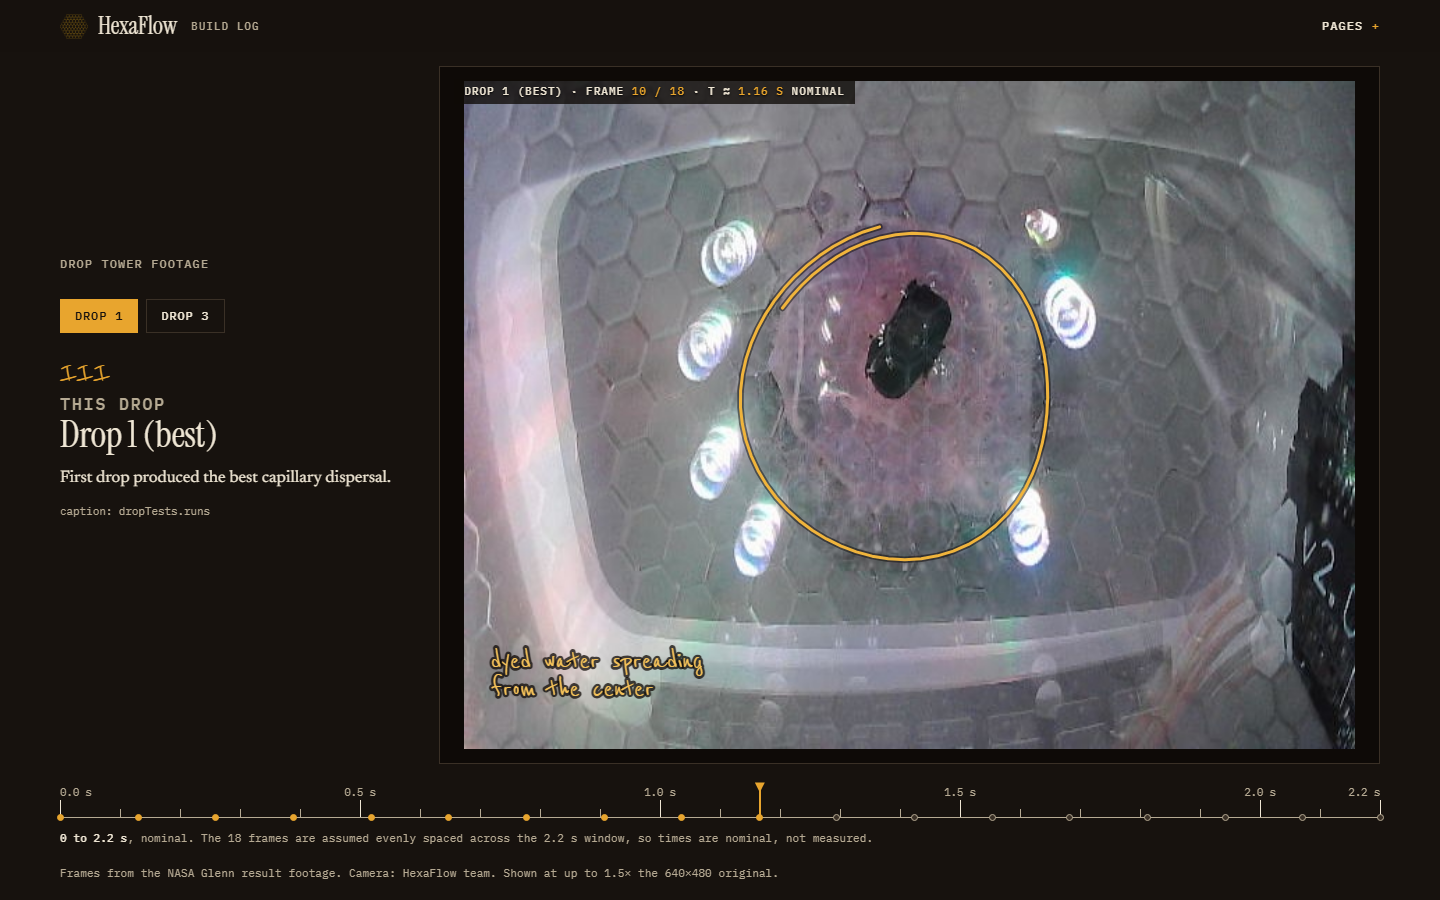 HexaFlow BUILD LOG
PAGES +
DROP 1 (BEST) · FRAME 10 / 18 · T ≈ 1.16 S NOMINAL
DROP TOWER FOOTAGE
DROP 1 DROP 3
III
THIS DROP
Drop 1 (best)
First drop produced the best capillary dispersal.
caption: dropTests.runs
V2.
dyed water spreading
from the center
0.0 s 0.5 s 1.0 s 1.5 s 2.0 s 2.2 s
0 to 2.2 s, nominal. The 18 frames are assumed evenly spaced across the 2.2 s window, so times are nominal, not measured.
Frames from the NASA Glenn result footage. Camera: HexaFlow team. Shown at up to 1.5× the 640×480 original.